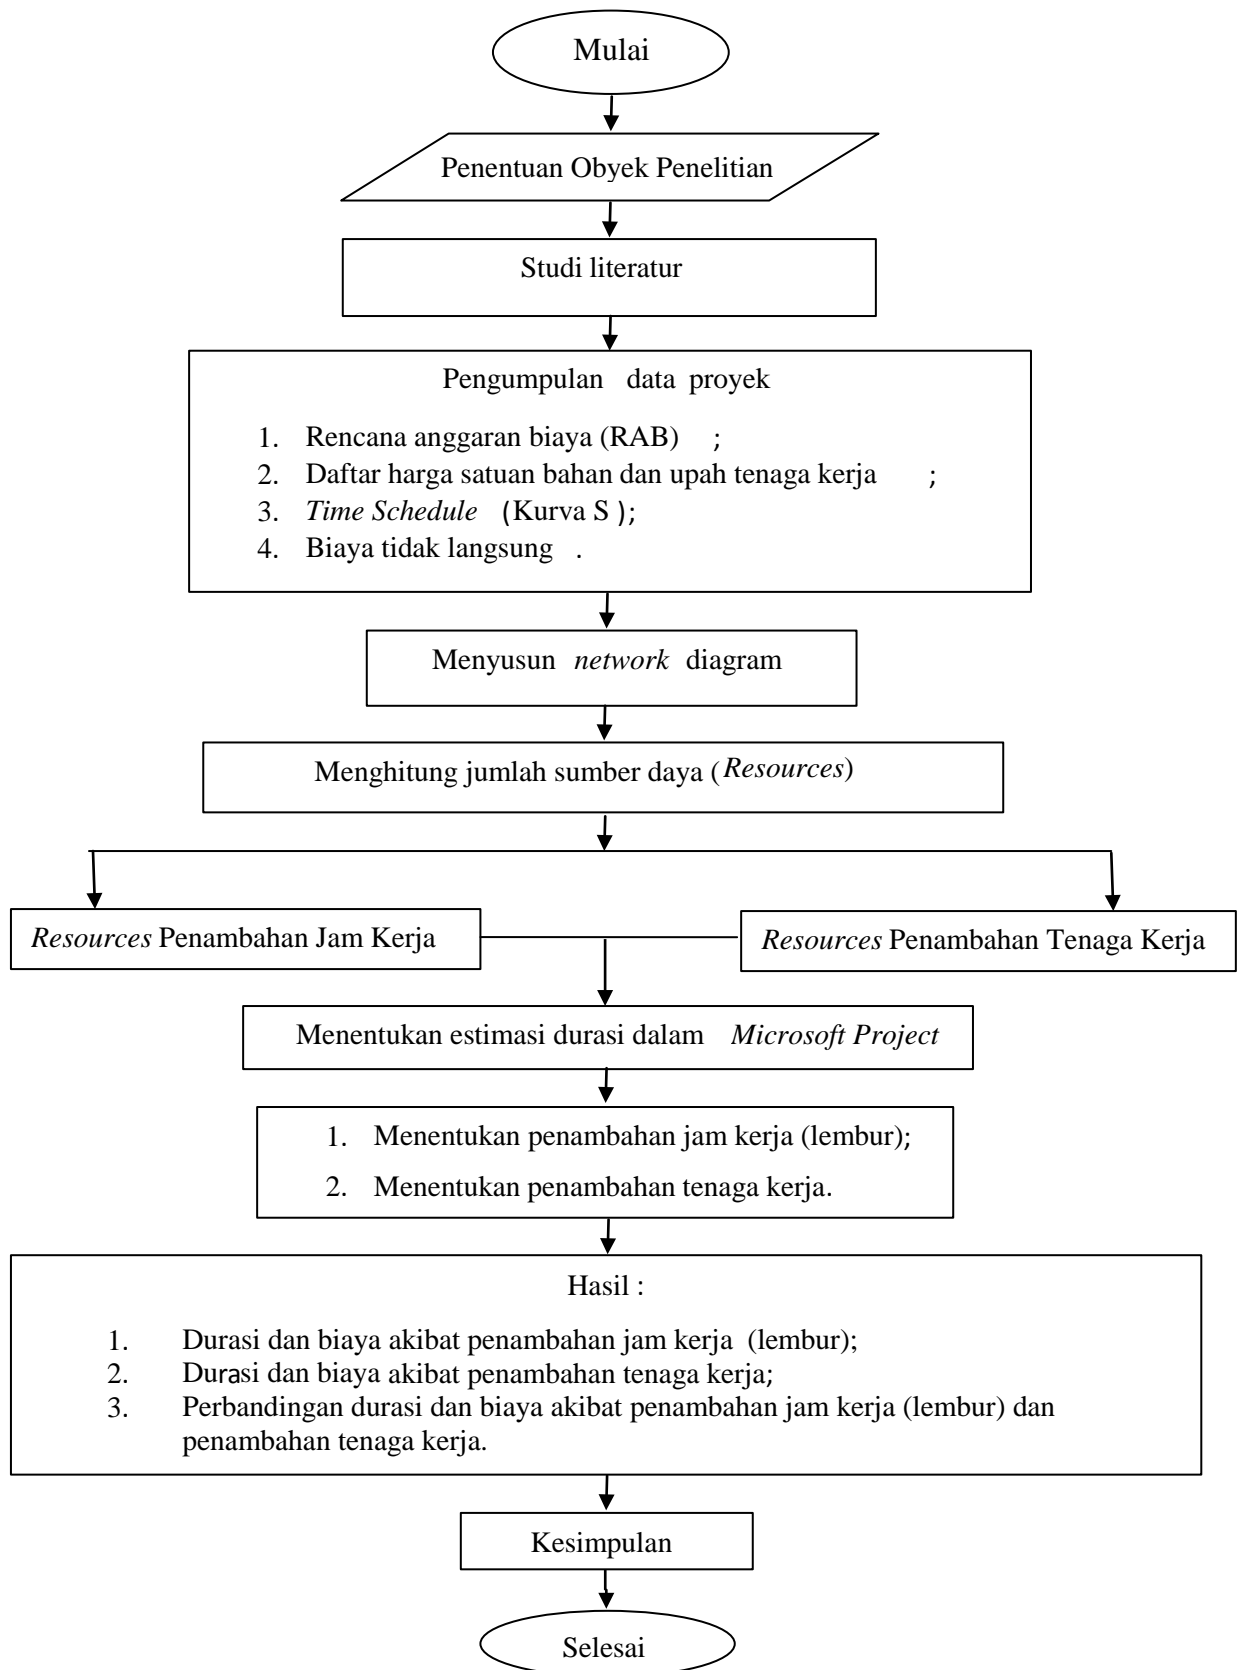 Mulai
Penentuan Obyek Penelitian
Studi literatur
Pengumpulan data proyek
1. Rencana anggaran biaya (RAB) ;
2. Daftar harga satuan bahan dan upah tenaga kerja ;
3. Time Schedule (Kurva S );
4. Biaya tidak langsung .
Menyusun network diagram
Menghitung jumlah sumber daya (Resources)
Resources Penambahan Jam Kerja
Resources Penambahan Tenaga Kerja
Menentukan estimasi durasi dalam Microsoft Project
1. Menentukan penambahan jam kerja (lembur);
2. Menentukan penambahan tenaga kerja.
Hasil :
1. Durasi dan biaya akibat penambahan jam kerja (lembur);
2. Durasi dan biaya akibat penambahan tenaga kerja;
3. Perbandingan durasi dan biaya akibat penambahan jam kerja (lembur) dan
penambahan tenaga kerja.
Kesimpulan
Selesai